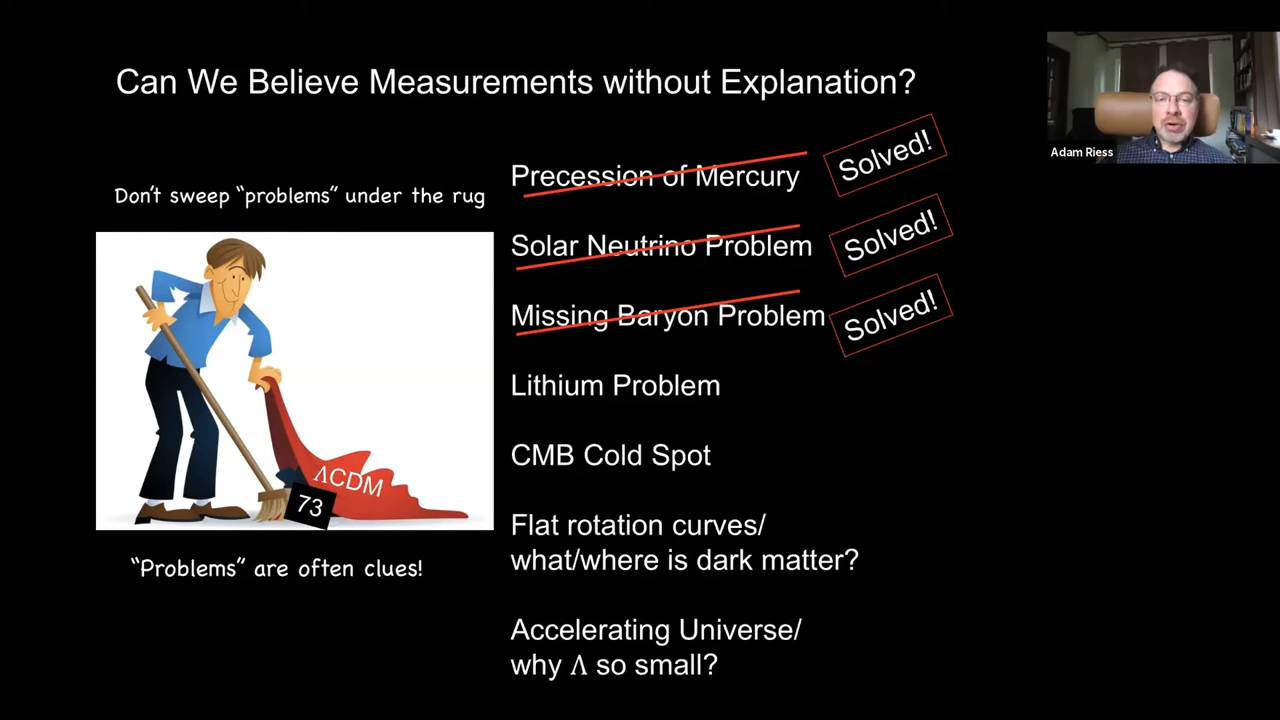 Can We Believe Measurements without Explanation?
Adam Riess
Don't sweep "problems" under the rug
ΛCDM
73
"Problems" are often clues!
Precession of Mercury
Solved!
Solar Neutrino Problem
Solved!
Missing Baryon Problem
Solved!
Lithium Problem
CMB Cold Spot
Flat rotation curves/
what/where is dark matter?
Accelerating Universe/
why Λ so small?